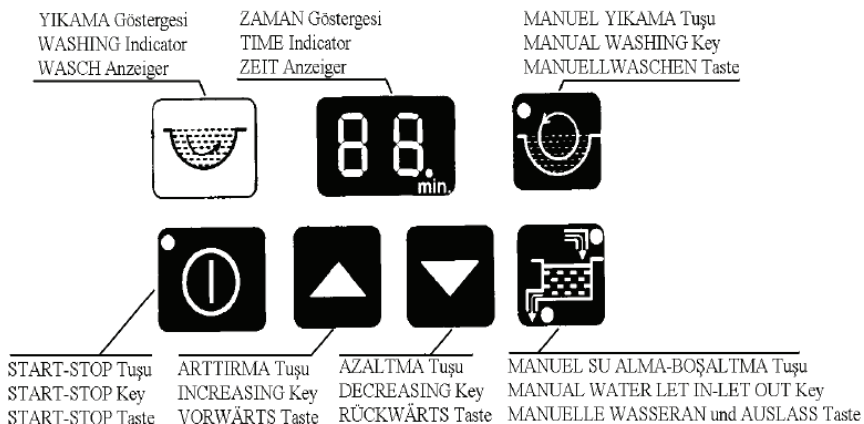 YIKAMA Göstergesi
WASHING Indicator
WASCH Anzeiger
ZAMAN Göstergesi
TIME Indicator
ZEIT Anzeiger
MANUEL YIKAMA Tuşu
MANUAL WASHING Key
MANUELLWASCHEN Taste
88.
min.
START-STOP Tuşu
START-STOP Key
START-STOP Taste
ARTTIRMA Tuşu
INCREASING Key
VORWÄRTS Taste
AZALTMA Tuşu
DECREASING Key
RÜCKWÄRTS Taste
MANUEL SU ALMA-BOŞALTMA Tuşu
MANUAL WATER LET IN-LET OUT Key
MANUELLE WASSERAN und AUSLASS Taste